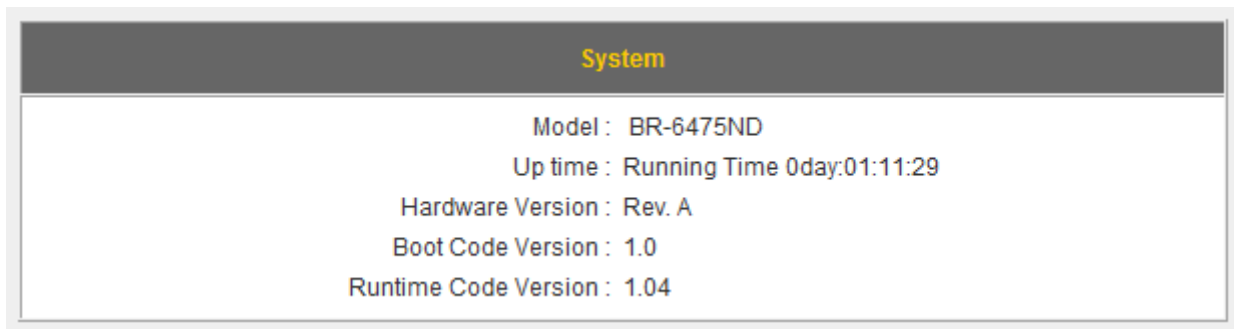 System
Model : BR-6475ND
Up time : Running Time 0day:01:11:29
Hardware Version : Rev. A
Boot Code Version : 1.0
Runtime Code Version : 1.04